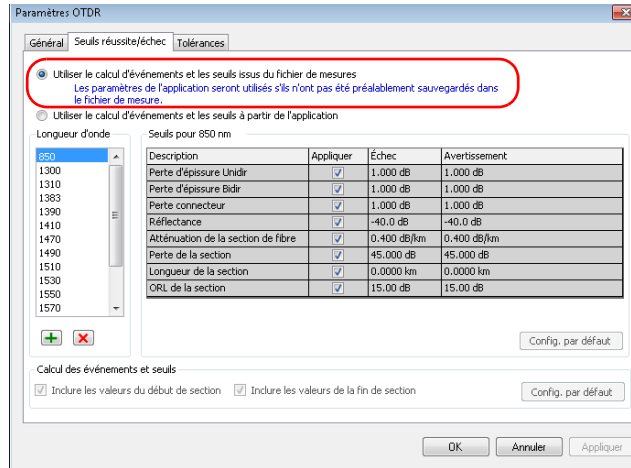 Paramètres OTDR
Général Seuils réussite/échec Tolérances
Utiliser le calcul d'événements et les seuils issus du fichier de mesures
Les paramètres de l'application seront utilisés s'ils n'ont pas été préalablement sauvegardés dans
le fichier de mesure.
Utiliser le calcul d'événements et les seuils à partir de l'application
Longueur d'onde
850
1300
1310
1383
1390
1410
1470
1490
1510
1530
1550
1570
Seuils pour 850 nm
Description Appliquer Échec Avertissement
Perte d'épissure Unidir 1.000 dB 1.000 dB
Perte d'épissure Bidir 1.000 dB 1.000 dB
Perte connecteur 1.000 dB 1.000 dB
Réflectance -40.0 dB -40.0 dB
Atténuation de la section de fibre 0.400 dB/km 0.400 dB/km
Perte de la section 45.000 dB 45.000 dB
Longueur de la section 0.0000 km 0.0000 km
ORL de la section 15.00 dB 15.00 dB
Config. par défaut
Calcul des événements et seuils
Inclure les valeurs du début de section Inclure les valeurs de la fin de section Config. par défaut
OK Annuler Appliquer